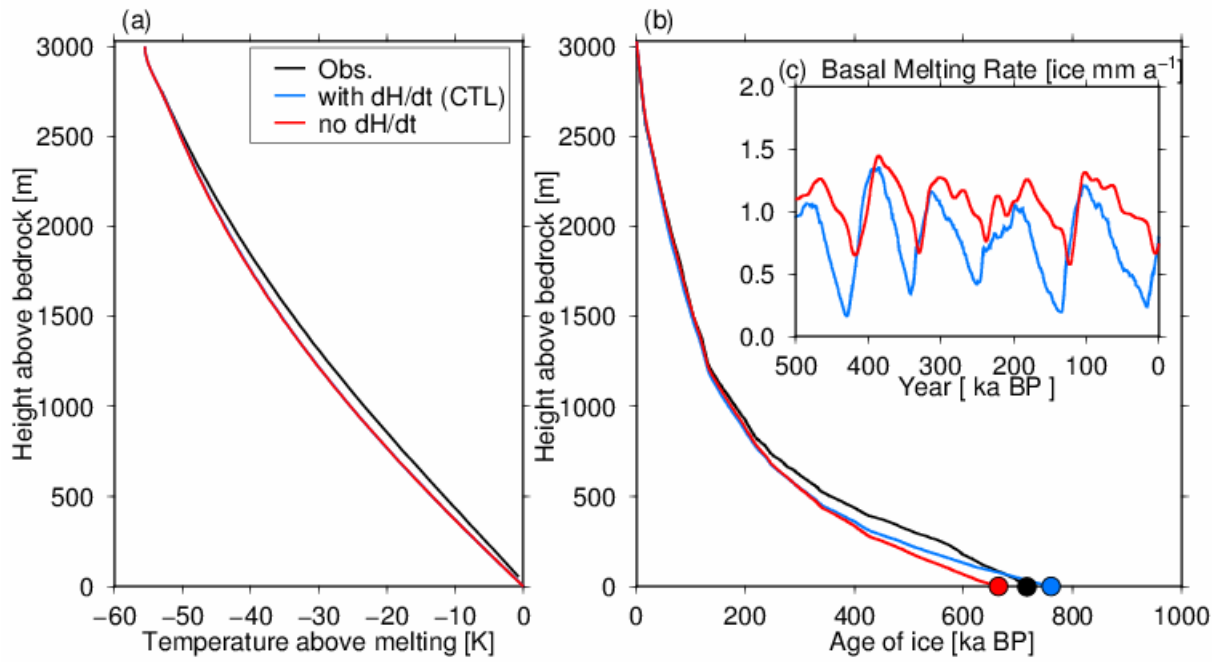 (a)
(b)
3000
2500
2000
1500
1000
500
0
Height above bedrock [m]
Obs.
with dH/dt (CTL)
no dH/dt
−60 −50 −40 −30 −20 −10 0
Temperature above melting [K]
3000
2500
2000
1500
1000
500
0
Height above bedrock [m]
(c) Basal Melting Rate [ice mm a⁻¹]
2.0
1.5
1.0
0.5
0.0
500 400 300 200 100 0
Year [ ka BP ]
0 200 400 600 800 1000
Age of ice [ka BP]